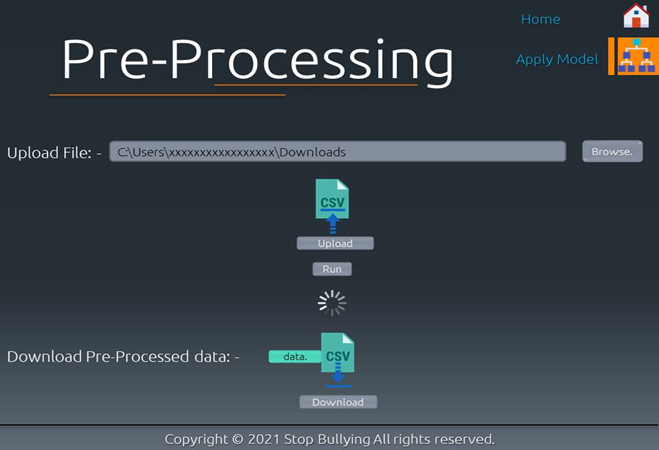 Home
Pre-Processing
Apply Model
Upload File: -
C:\Users\xxxxxxxxxxxxxxxxx\Downloads
Browse.
CSV
Upload
Run
Download Pre-Processed data: -
data.
CSV
Download
Copyright © 2021 Stop Bullying All rights reserved.